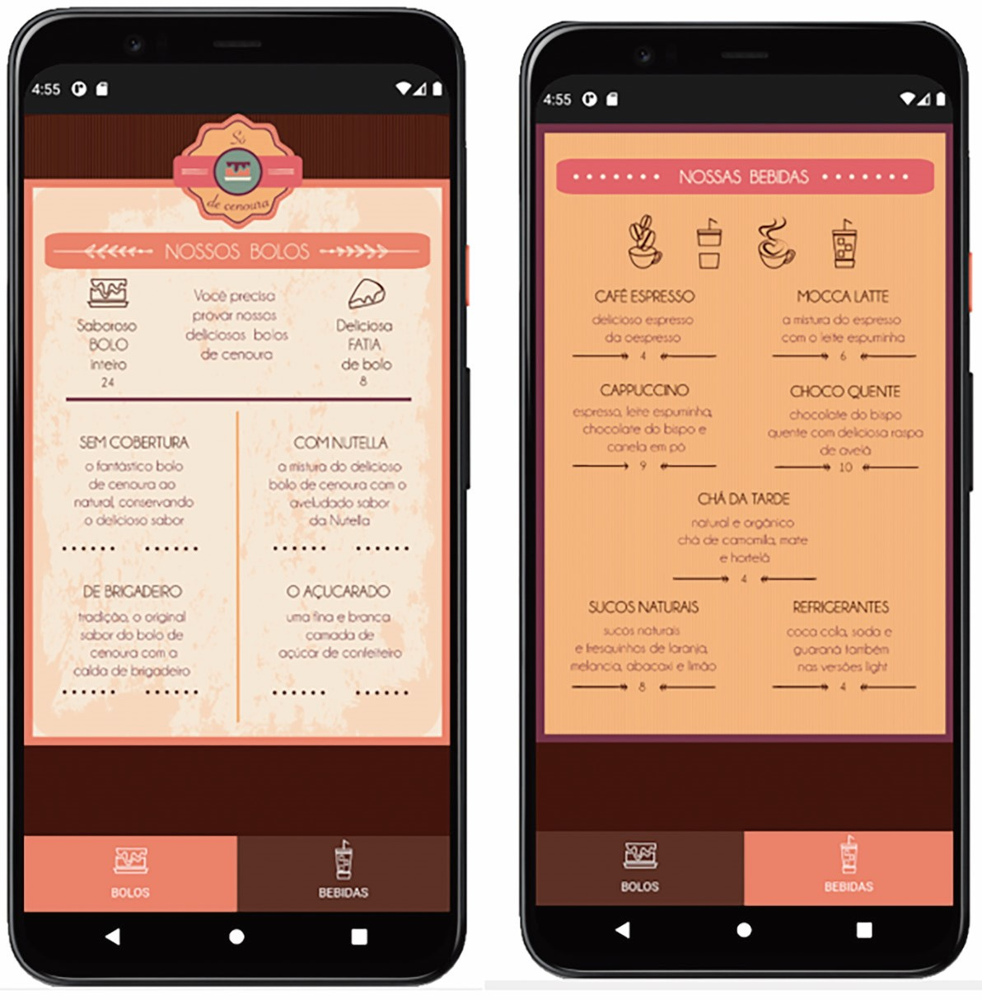 4:55
Só
de cenoura
NOSSOS BOLOS
Saboroso
BOLO
inteiro
24
Você precisa
provar nossos
deliciosos bolos
de cenoura
Deliciosa
FATIA
de bolo
8
SEM COBERTURA
o fantástico bolo
de cenoura ao
natural, conservando
o delicioso sabor
COM NUTELLA
a mistura do delicioso
bolo de cenoura com o
aveludado sabor
da Nutella
DE BRIGADEIRO
tradição, o original
sabor do bolo de
cenoura com a
calda de brigadeiro
O AÇUCARADO
uma fina e branca
camada de
açúcar de confeiteiro
BOLOS
BEBIDAS
4:55
NOSSAS BEBIDAS
CAFÉ ESPRESSO
delicioso espresso
da oespresso
4
MOCCA LATTE
a mistura do espresso
com o leite espuminha
6
CAPPUCCINO
espresso, leite espuminha,
chocolate do bispo e
canela em pó
9
CHOCO QUENTE
chocolate do bispo
quente com deliciosa raspa
de avelã
10
CHÁ DA TARDE
natural e orgânico
chá de camomila, mate
e hortelã
4
SUCOS NATURAIS
sucos naturais
e fresquinhos de laranja,
melancia, abacaxi e limão
8
REFRIGERANTES
coca cola, soda e
guaraná também
nas versões light
4
BOLOS
BEBIDAS